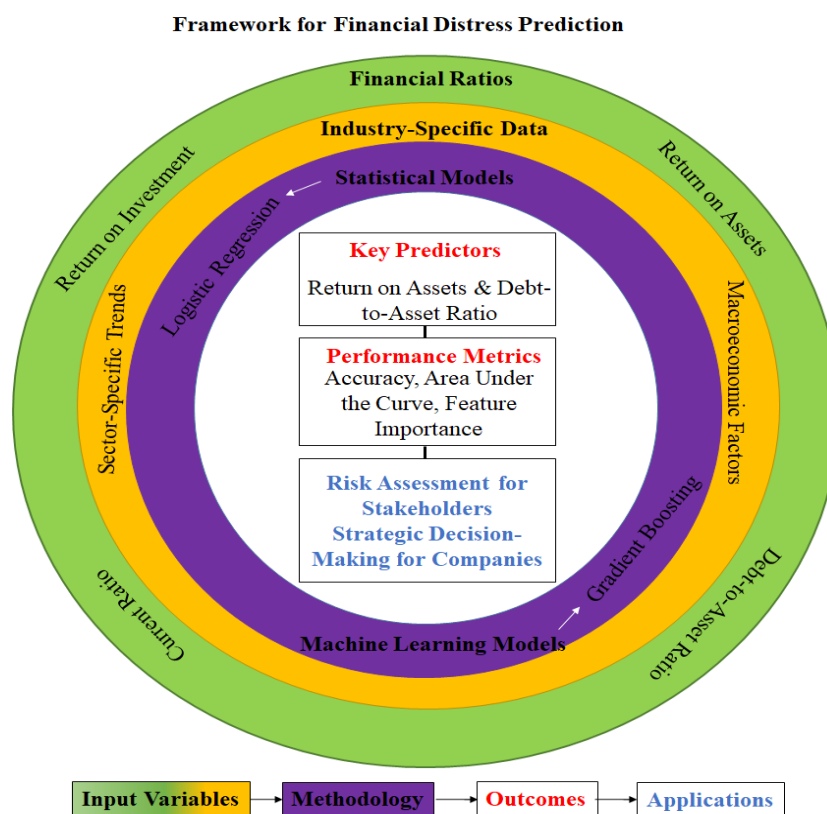 Framework for Financial Distress Prediction
Financial Ratios
Industry-Specific Data
Statistical Models
Return on Investment
Return on Assets
Logistic Regression
Sector-Specific Trends
Macroeconomic Factors
Key Predictors
Return on Assets & Debt-
to-Asset Ratio
Performance Metrics
Accuracy, Area Under
the Curve, Feature
Importance
Risk Assessment for
Stakeholders
Strategic Decision-
Making for Companies
Gradient Boosting
Current Ratio
Debt-to-Asset Ratio
Machine Learning Models
Input Variables
Methodology
Outcomes
Applications